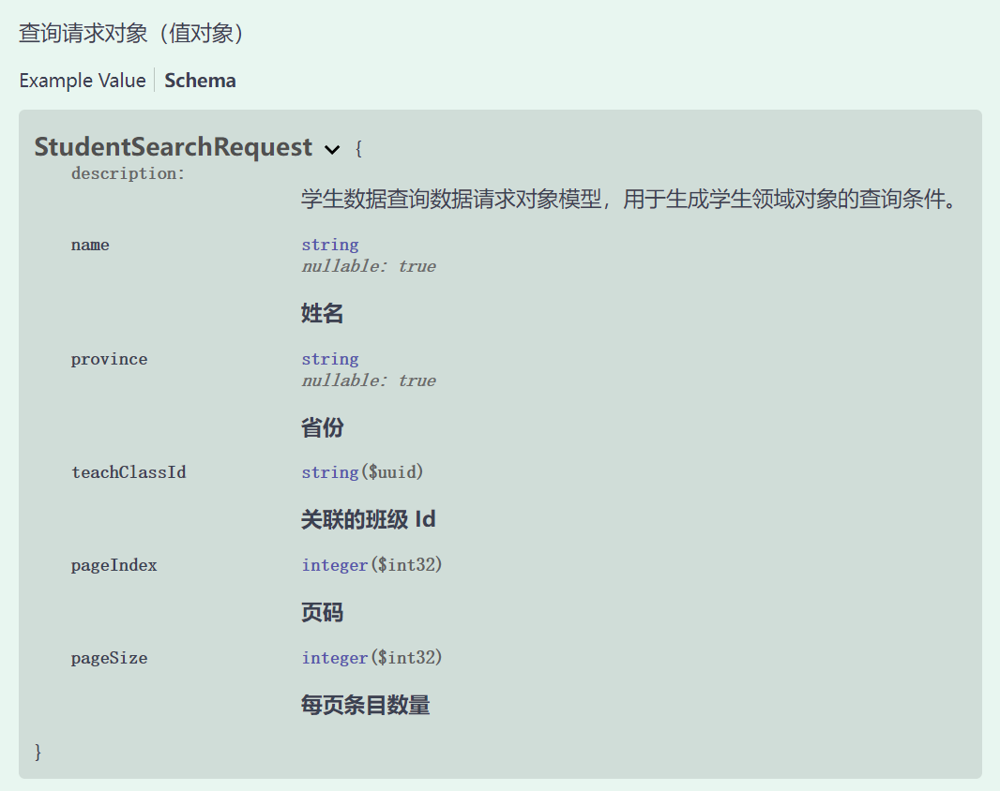 查询请求对象（值对象）
Example Value Schema
StudentSearchRequest {
description:
学生数据查询数据请求对象模型，用于生成学生领域对象的查询条件。
name string
nullable: true
姓名
province string
nullable: true
省份
teachClassId string($uuid)
关联的班级 Id
pageIndex integer($int32)
页码
pageSize integer($int32)
每页条目数量
}